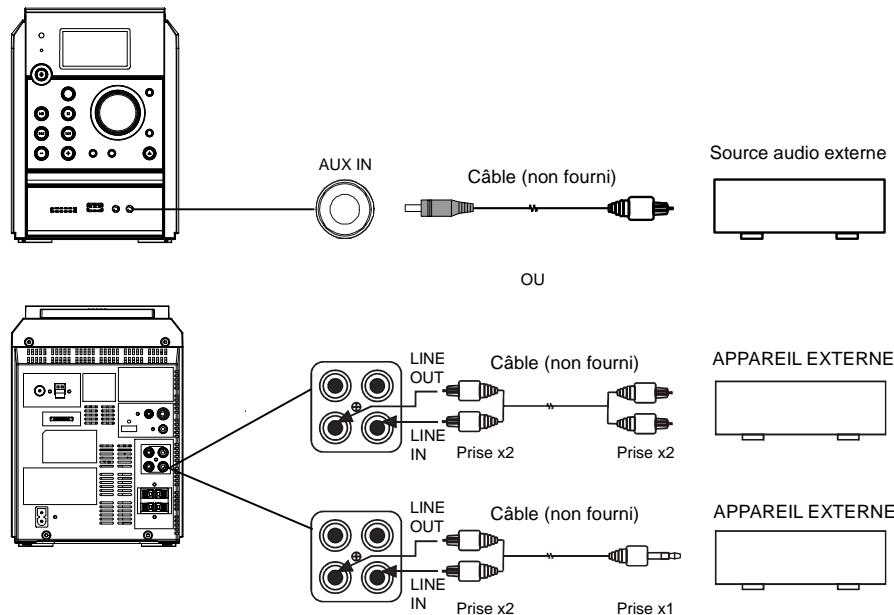 AUX IN
Câble (non fourni)
Source audio externe
OU
LINE
OUT
Câble (non fourni)
APPAREIL EXTERNE
LINE
IN
Prise x2
Prise x2
LINE
OUT
Câble (non fourni)
APPAREIL EXTERNE
LINE
IN
Prise x2
Prise x1